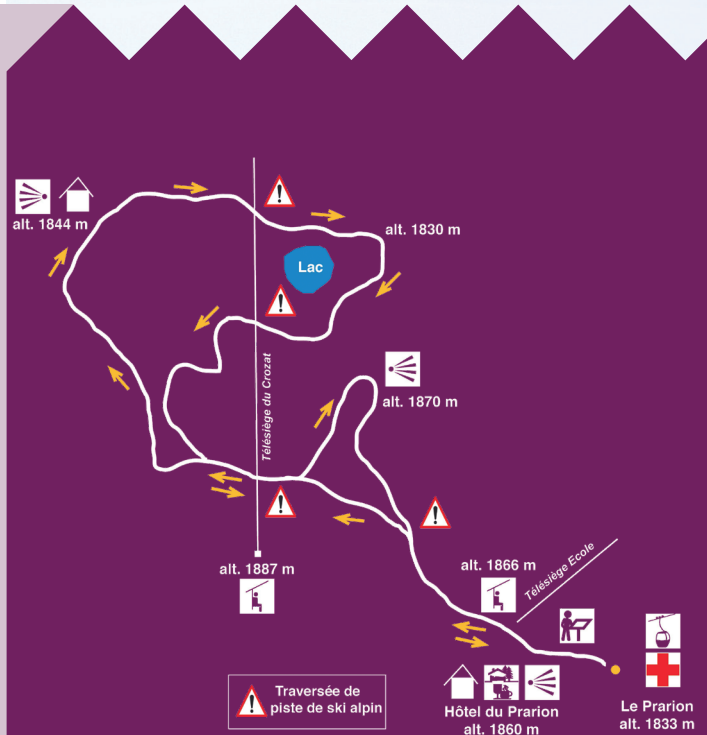 alt. 1844 m
alt. 1830 m
Lac
Télésiège du Crozat
alt. 1870 m
alt. 1887 m
alt. 1866 m
Télésiège Ecole
Traversée de
piste de ski alpin
Hôtel du Prarion
alt. 1860 m
Le Prarion
alt. 1833 m